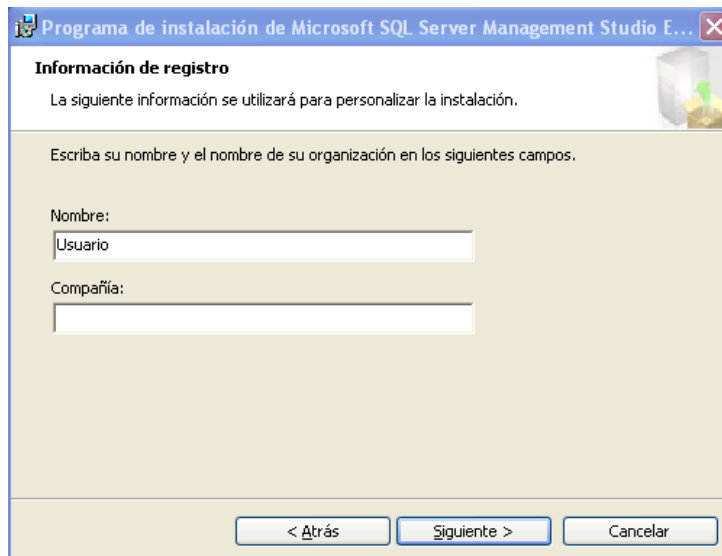 Programa de instalación de Microsoft SQL Server Management Studio E...
Información de registro
La siguiente información se utilizará para personalizar la instalación.
Escriba su nombre y el nombre de su organización en los siguientes campos.
Nombre:
Usuario
Compañía:
< Atrás
Siguiente >
Cancelar